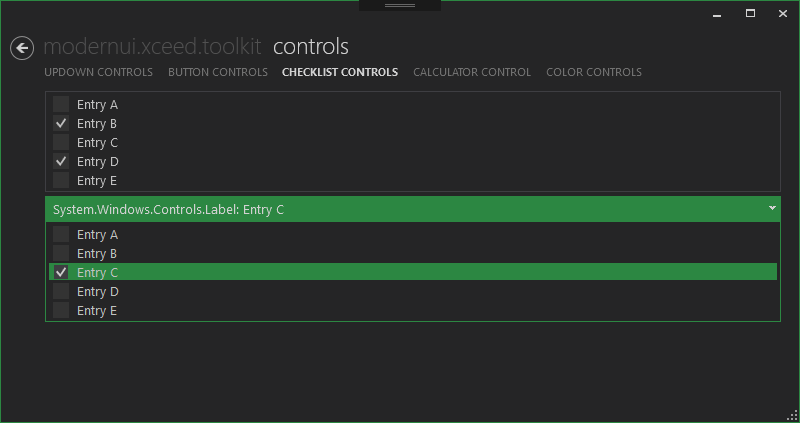 modernui.xceed.toolkit controls
UPDOWN CONTROLS BUTTON CONTROLS CHECKLIST CONTROLS CALCULATOR CONTROL COLOR CONTROLS
Entry A
Entry B
Entry C
Entry D
Entry E
System.Windows.Controls.Label: Entry C
Entry A
Entry B
Entry C
Entry D
Entry E